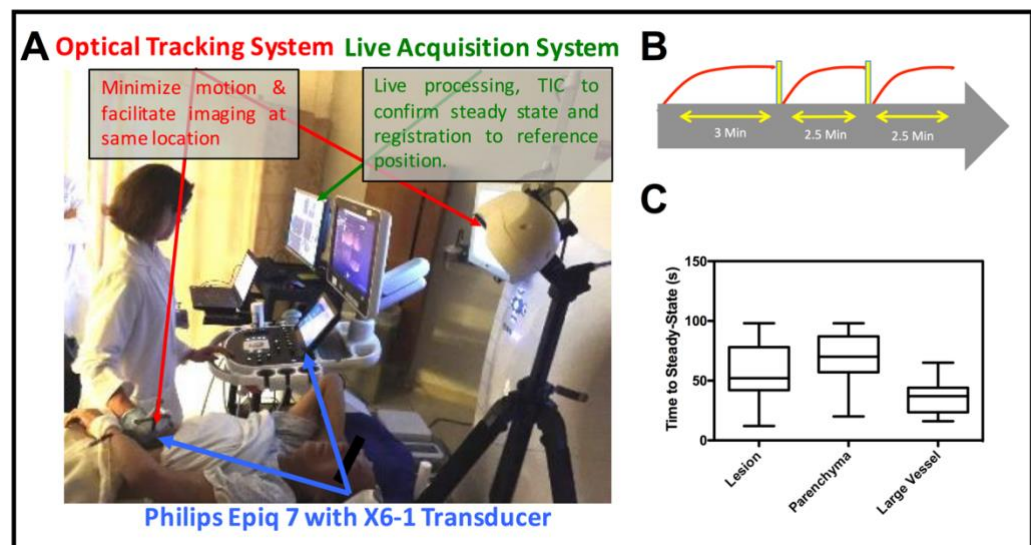 A
Optical Tracking System
Live Acquisition System
Minimize motion &
facilitate imaging at
same location
Live processing, TIC to
confirm steady state and
registration to reference
position.
Philips Epiq 7 with X6-1 Transducer
B
3 Min
2.5 Min
2.5 Min
C
Time to Steady-State (s)
150
100
50
0
Lesion
Parenchyma
Large Vessel